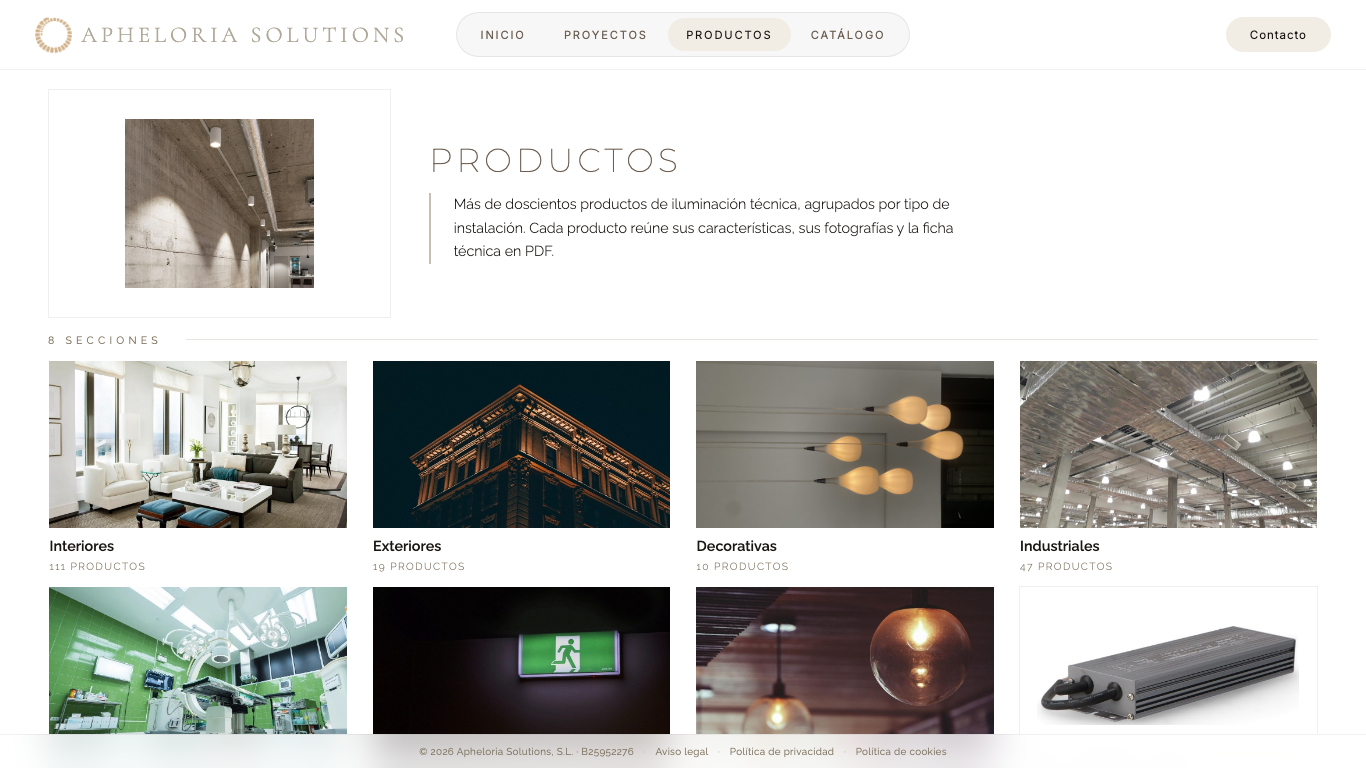 APHELORIA SOLUTIONS
INICIO
PROYECTOS
PRODUCTOS
CATÁLOGO
Contacto
PRODUCTOS
Más de doscientos productos de iluminación técnica, agrupados por tipo de
instalación. Cada producto reúne sus características, sus fotografías y la ficha
técnica en PDF.
8 SECCIONES
Interiores
111 PRODUCTOS
Exteriores
19 PRODUCTOS
Decorativas
10 PRODUCTOS
Industriales
47 PRODUCTOS
© 2026 Apheloria Solutions, S.L. · B25952276
Aviso legal · Política de privacidad · Política de cookies